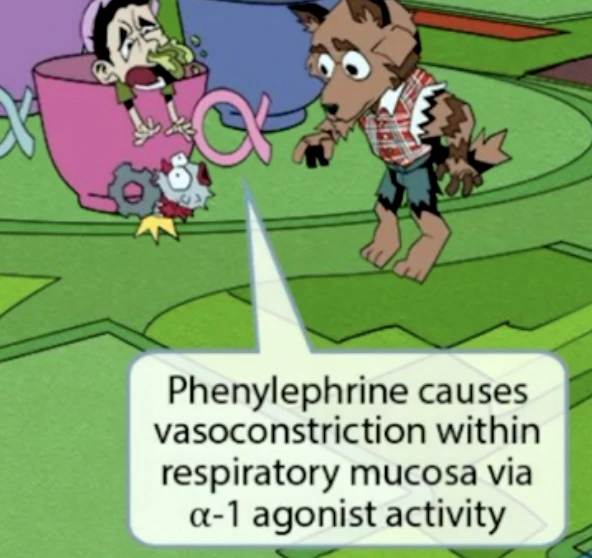 α
α
Phenylephrine causes
vasoconstriction within
respiratory mucosa via
α-1 agonist activity